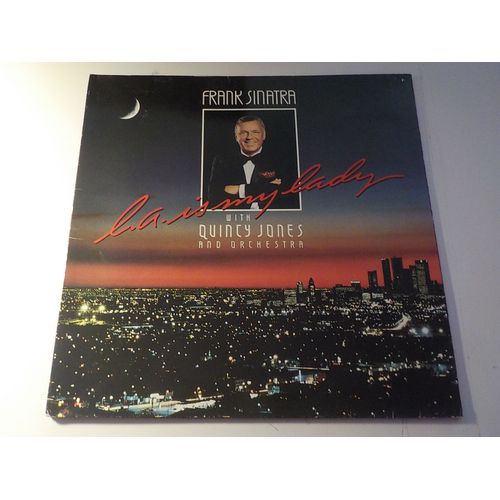 FRANK SINATRA
L.A. is my lady
WITH
QUINCY JONES
AND ORCHESTRA